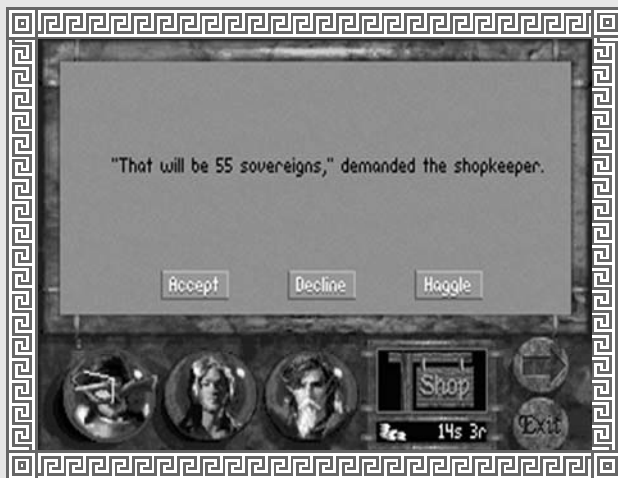 "That will be 55 sovereigns," demanded the shopkeeper.
Accept Decline Haggle
Shop
14s 3r Exit